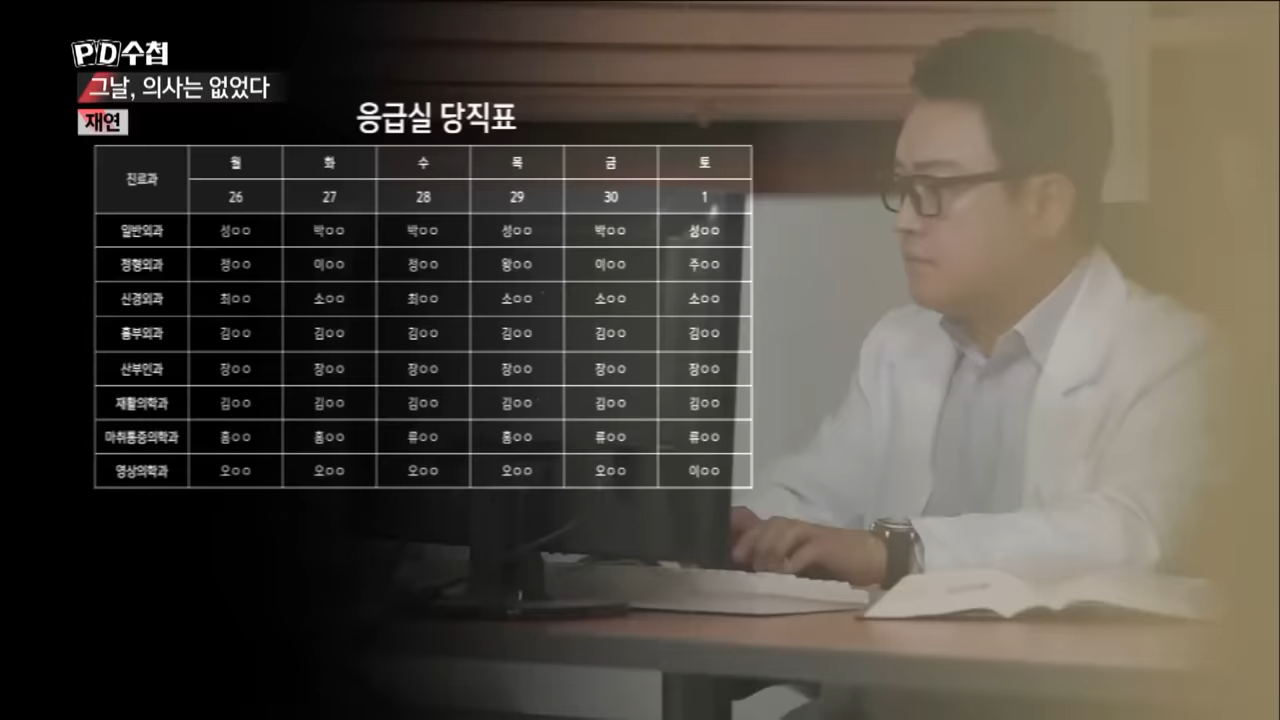 PD수첩
그날, 의사는 없었다
재연
응급실 당직표
진료과 월 화 수 목 금 토
26 27 28 29 30 1
일반외과 성○○ 박○○ 박○○ 성○○ 박○○ 성○○
정형외과 정○○ 이○○ 정○○ 왕○○ 이○○ 주○○
신경외과 최○○ 소○○ 최○○ 소○○ 소○○ 소○○
흉부외과 김○○ 김○○ 김○○ 김○○ 김○○ 김○○
산부인과 장○○ 장○○ 장○○ 장○○ 장○○ 장○○
재활의학과 김○○ 김○○ 김○○ 김○○ 김○○ 김○○
마취통증의학과 홍○○ 홍○○ 류○○ 홍○○ 류○○ 류○○
영상의학과 오○○ 오○○ 오○○ 오○○ 오○○ 이○○